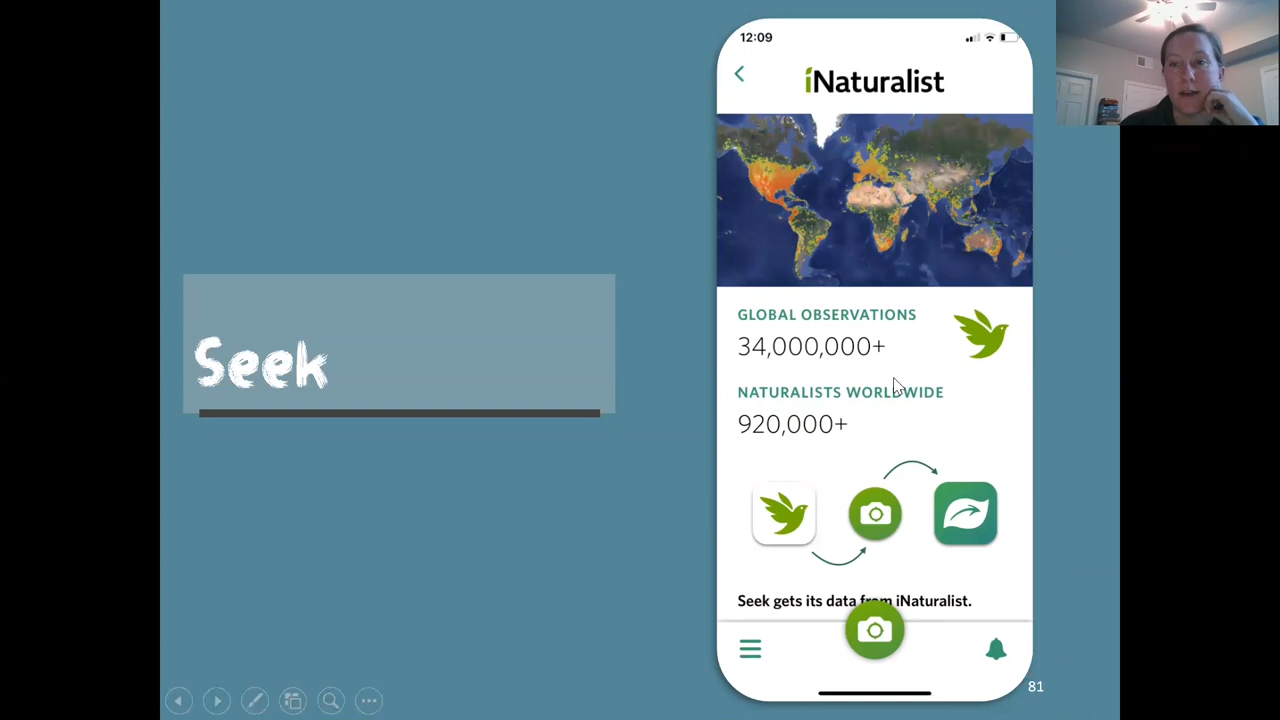 Seek
12:09
iNaturalist
GLOBAL OBSERVATIONS
34,000,000+
NATURALISTS WORLDWIDE
920,000+
Seek gets its data from iNaturalist.
81